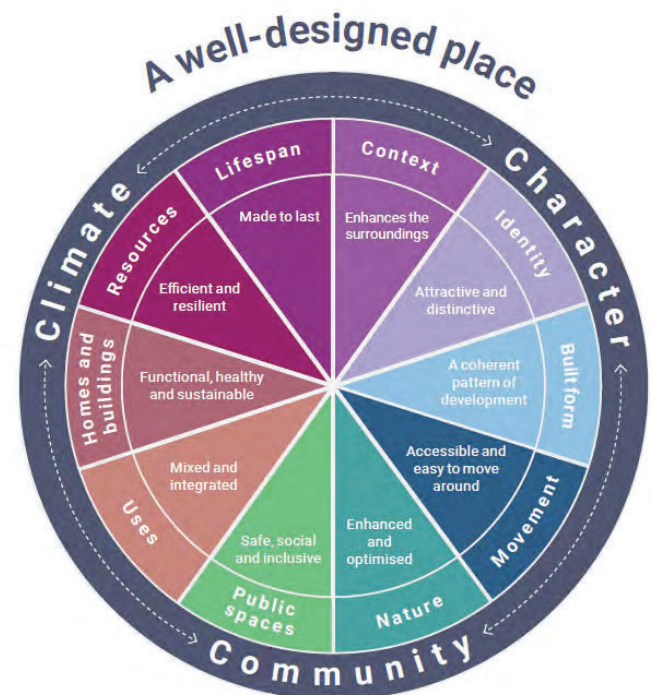 A well-designed place
Climate
Character
Community
Context
Enhances the
surroundings
Identity
Attractive and
distinctive
Built form
A coherent
pattern of
development
Movement
Accessible and
easy to move
around
Nature
Enhanced
and
optimised
Public
spaces
Safe, social
and inclusive
Uses
Mixed and
integrated
Homes and
buildings
Functional, healthy
and sustainable
Resources
Efficient and
resilient
Lifespan
Made to last